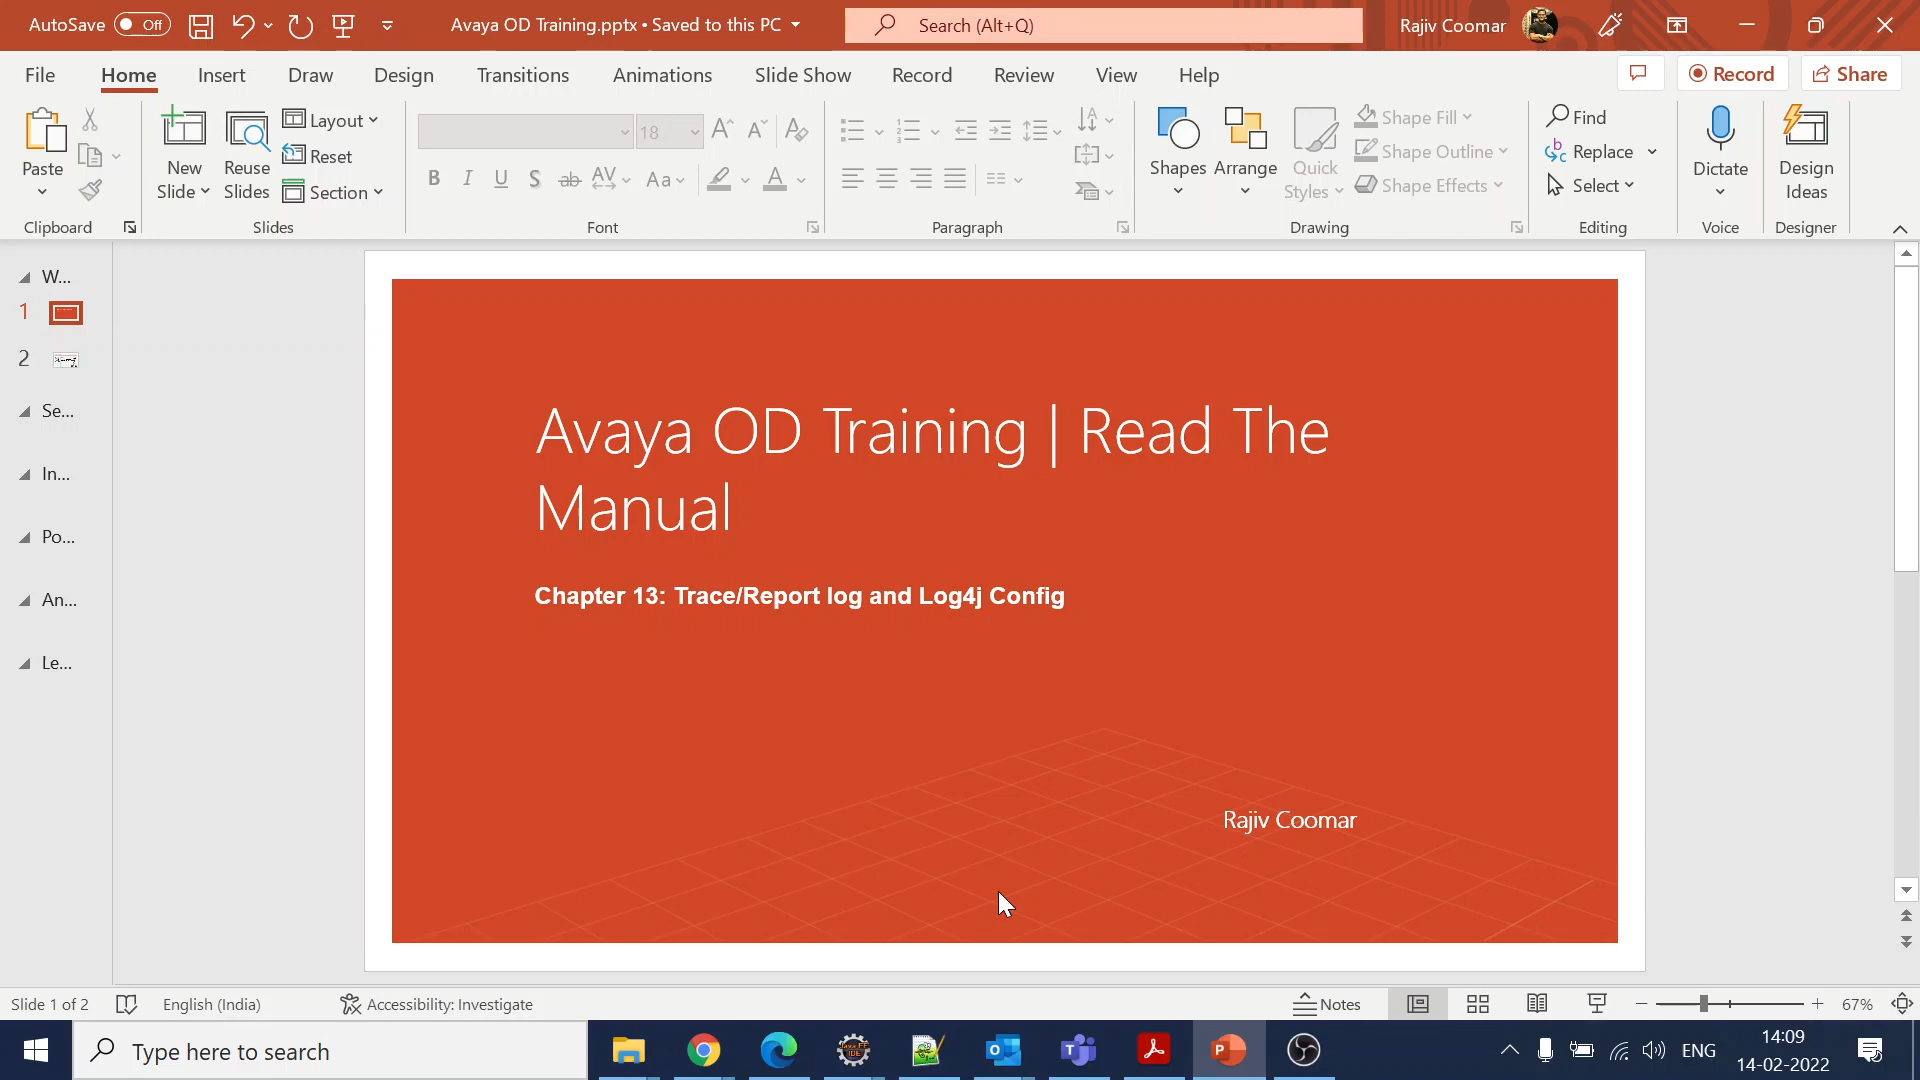 AutoSave Off
Avaya OD Training.pptx • Saved to this PC
Search (Alt+Q)
Rajiv Coomar
File Home Insert Draw Design Transitions Animations Slide Show Record Review View Help
Record Share
Paste
Clipboard
New Slide
Reuse Slides
Layout
Reset
Section
Slides
18
B I U S ab AV Aa A
Font
Paragraph
Shapes
Arrange
Quick Styles
Shape Fill
Shape Outline
Shape Effects
Drawing
Find
Replace
Select
Editing
Dictate
Voice
Design Ideas
Designer
W...
1
2
Se...
In...
Po...
An...
Le...
Avaya OD Training | Read The
Manual
Chapter 13: Trace/Report log and Log4j Config
Rajiv Coomar
Slide 1 of 2
English (India)
Accessibility: Investigate
Notes
67%
Type here to search
ENG
14:09
14-02-2022